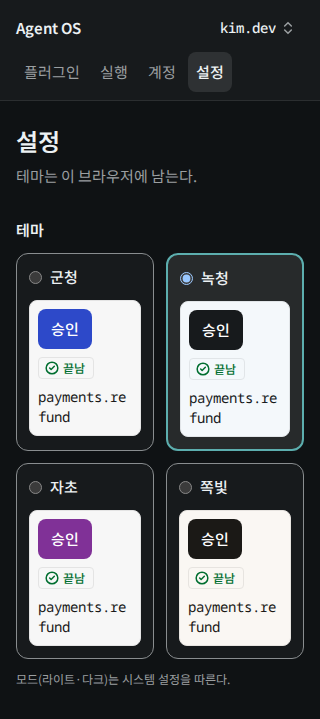 Agent OS
kim.dev
플러그인 실행 계정 설정
설정
테마는 이 브라우저에 남는다.
테마
군청
승인
끝남
payments.re
fund
녹청
승인
끝남
payments.re
fund
자초
승인
끝남
payments.re
fund
쪽빛
승인
끝남
payments.re
fund
모드(라이트·다크)는 시스템 설정을 따른다.